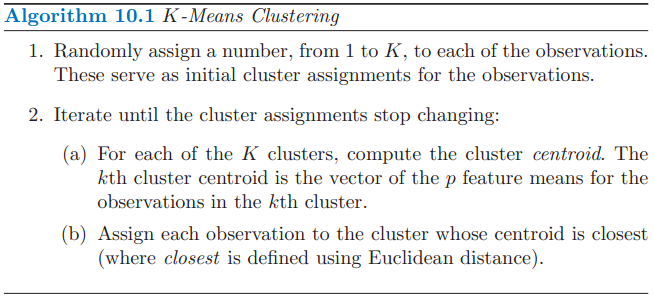 Algorithm 10.1 K-Means Clustering
1. Randomly assign a number, from 1 to K, to each of the observations.
These serve as initial cluster assignments for the observations.
2. Iterate until the cluster assignments stop changing:
(a) For each of the K clusters, compute the cluster centroid. The
kth cluster centroid is the vector of the p feature means for the
observations in the kth cluster.
(b) Assign each observation to the cluster whose centroid is closest
(where closest is defined using Euclidean distance).